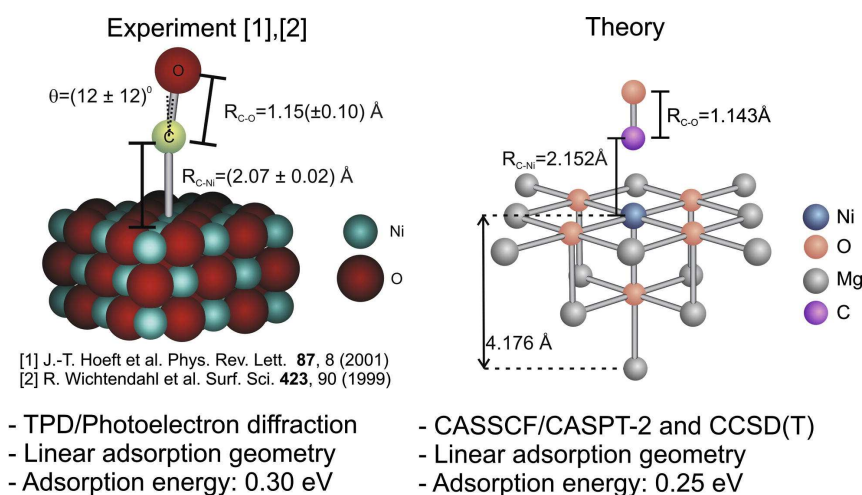 Experiment [1],[2]
O
θ=(12 ± 12)⁰
C
R_C-O=1.15(±0.10) Å
R_C-Ni=(2.07 ± 0.02) Å
Ni
O
[1] J.-T. Hoeft et al. Phys. Rev. Lett. 87, 8 (2001)
[2] R. Wichtendahl et al. Surf. Sci. 423, 90 (1999)
- TPD/Photoelectron diffraction
- Linear adsorption geometry
- Adsorption energy: 0.30 eV
Theory
R_C-O=1.143Å
R_C-Ni=2.152Å
4.176 Å
Ni
O
Mg
C
- CASSCF/CASPT-2 and CCSD(T)
- Linear adsorption geometry
- Adsorption energy: 0.25 eV